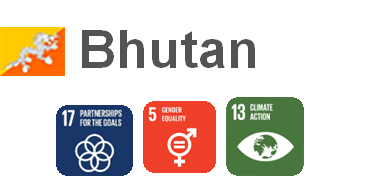 Bhutan
17 PARTNERSHIPS
FOR THE GOALS
5 GENDER
EQUALITY
13 CLIMATE
ACTION